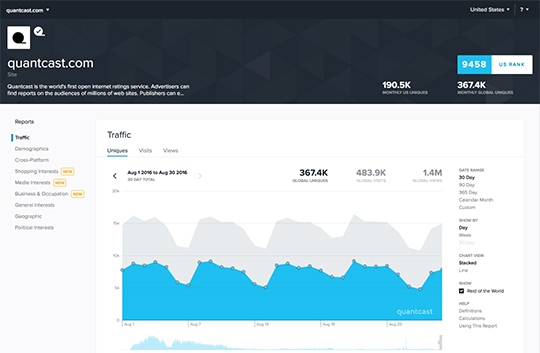 quantcast.com
United States
?
quantcast.com
Site
Quantcast is the world's first open internet ratings service. Advertisers can
find reports on the audiences of millions of web sites. Publishers can e...
9458 US RANK
190.5K
MONTHLY US UNIQUES
367.4K
MONTHLY GLOBAL UNIQUES
Reports
Traffic
Demographics
Cross-Platform
Shopping Interests NEW
Media Interests NEW
Business & Occupation NEW
General Interests
Geographic
Political Interests
Traffic
Uniques Visits Views
Aug 1 2016 to Aug 30 2016
30 DAY TOTAL
367.4K
GLOBAL UNIQUES
483.9K
GLOBAL VISITS
1.4M
GLOBAL VIEWS
20k
15k
10k
5k
0
quantcast
Aug 1
Aug 7
Aug 13
Aug 19
DATE RANGE
30 Day
90 Day
365 Day
Calendar Month
Custom
SHOW BY
Day
Week
30 Day
CHART VIEW
Stacked
Line
SHOW
Rest of the World
HELP
Definitions
Calculations
Using This Report